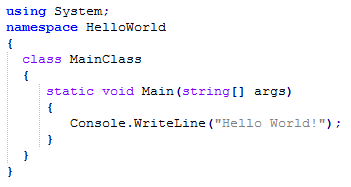 using System;
namespace HelloWorld
{
  class MainClass
  {
     static void Main(string[] args)
     {
        Console.WriteLine("Hello World!");
     }
  }
}